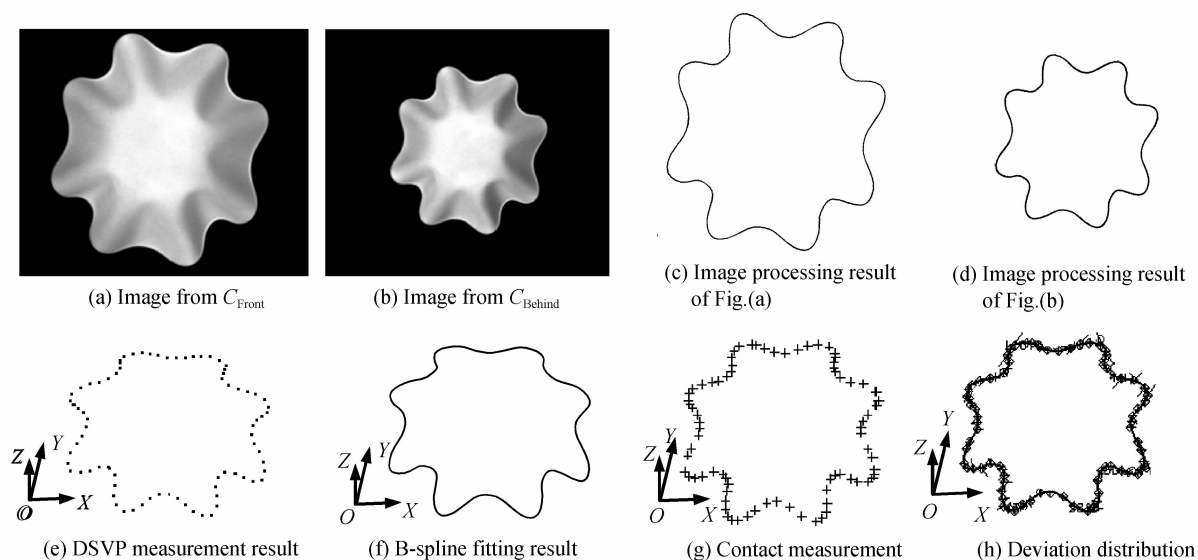 (a) Image from C_Front
(b) Image from C_Behind
(c) Image processing result
of Fig.(a)
(d) Image processing result
of Fig.(b)
Z
Y
O
X
(e) DSVP measurement result
Z
Y
O
X
(f) B-spline fitting result
Z
Y
O
X
(g) Contact measurement
Z
Y
O
X
(h) Deviation distribution